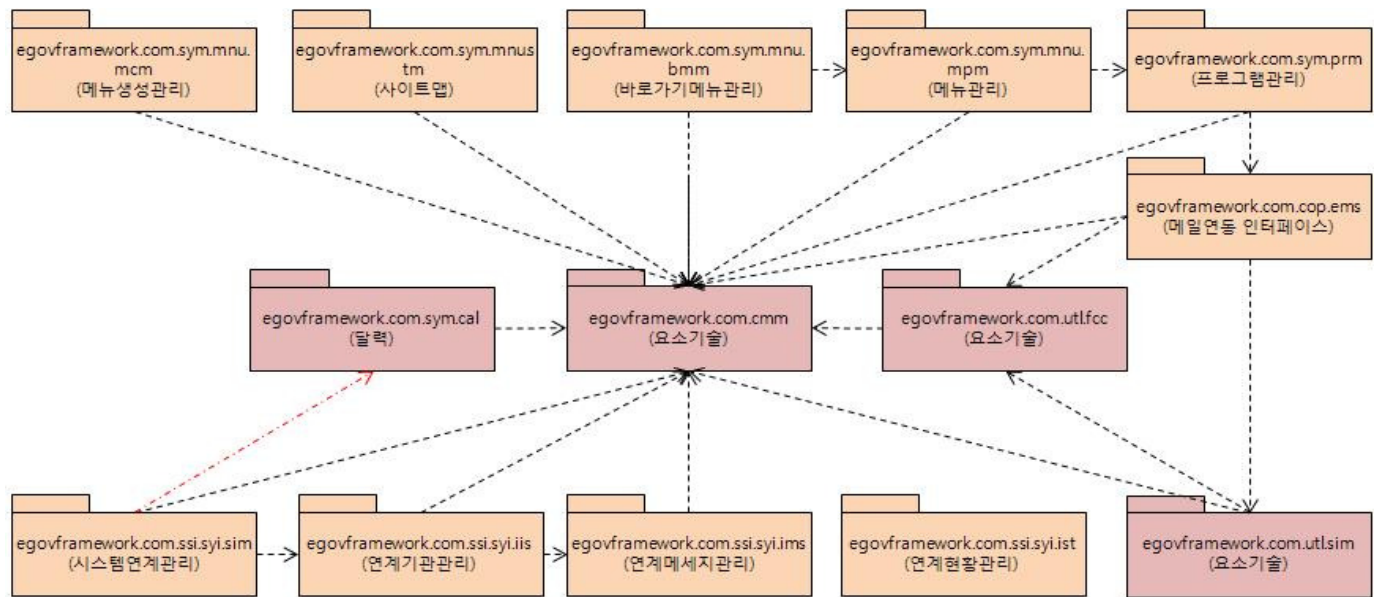 egovframework.com.sym.mnu.
mcm
(메뉴생성관리)
egovframework.com.sym.mnu.s
tm
(사이트맵)
egovframework.com.sym.mnu.
bmm
(바로가기메뉴관리)
egovframework.com.sym.mnu.
mpm
(메뉴관리)
egovframework.com.sym.prm
(프로그램관리)
egovframework.com.cop.ems
(메일연동 인터페이스)
egovframework.com.sym.cal
(달력)
egovframework.com.cmm
(요소기술)
egovframework.com.utl.fcc
(요소기술)
egovframework.com.ssi.syi.sim
(시스템연계관리)
egovframework.com.ssi.syi.iis
(연계기관관리)
egovframework.com.ssi.syi.ims
(연계메세지관리)
egovframework.com.ssi.syi.ist
(연계현황관리)
egovframework.com.utl.sim
(요소기술)